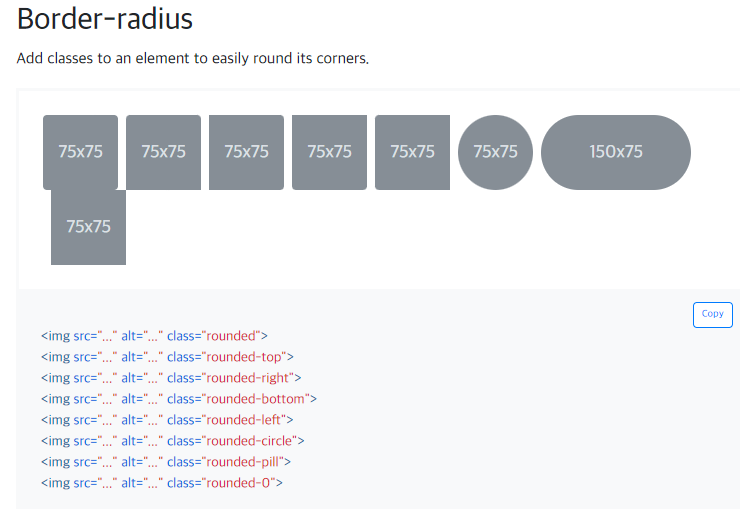 Border-radius
Add classes to an element to easily round its corners.
75x75 75x75 75x75 75x75 75x75 75x75 150x75
75x75
Copy
<img src="..." alt="..." class="rounded">
<img src="..." alt="..." class="rounded-top">
<img src="..." alt="..." class="rounded-right">
<img src="..." alt="..." class="rounded-bottom">
<img src="..." alt="..." class="rounded-left">
<img src="..." alt="..." class="rounded-circle">
<img src="..." alt="..." class="rounded-pill">
<img src="..." alt="..." class="rounded-0">